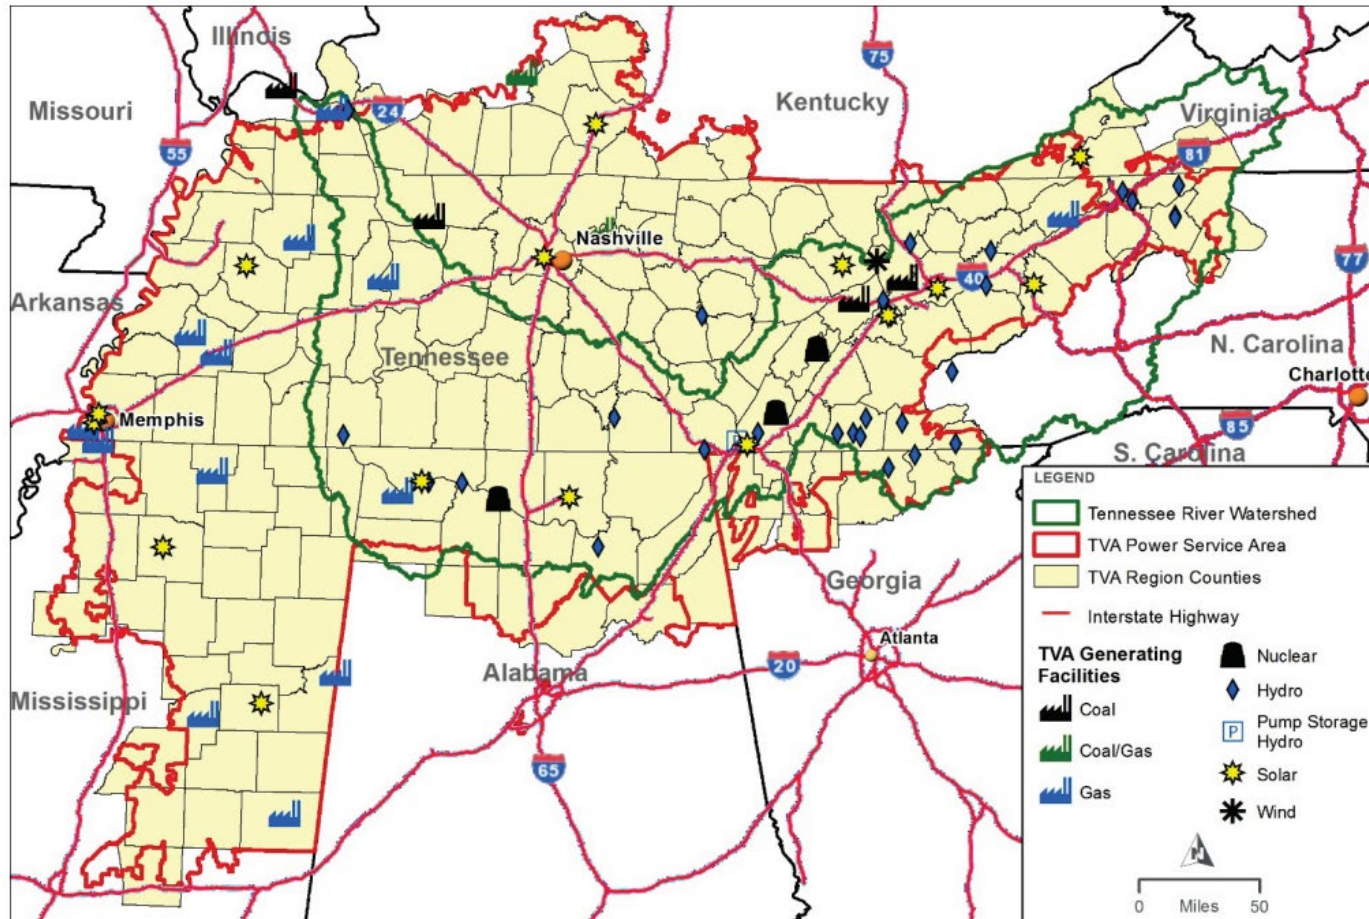 Illinois
75
Kentucky
Missouri
24
Virginia
55
81
Nashville
77
40
Arkansas
Tennessee
N. Carolina
Charlotte
Memphis
85
P
S. Carolina
LEGEND
Tennessee River Watershed
TVA Power Service Area
TVA Region Counties
Interstate Highway
Georgia
Atlanta
20
Alabama
Mississippi
65
TVA Generating
Facilities
Coal
Coal/Gas
Gas
Nuclear
Hydro
P
Pump Storage
Hydro
Solar
Wind
N
0 Miles 50